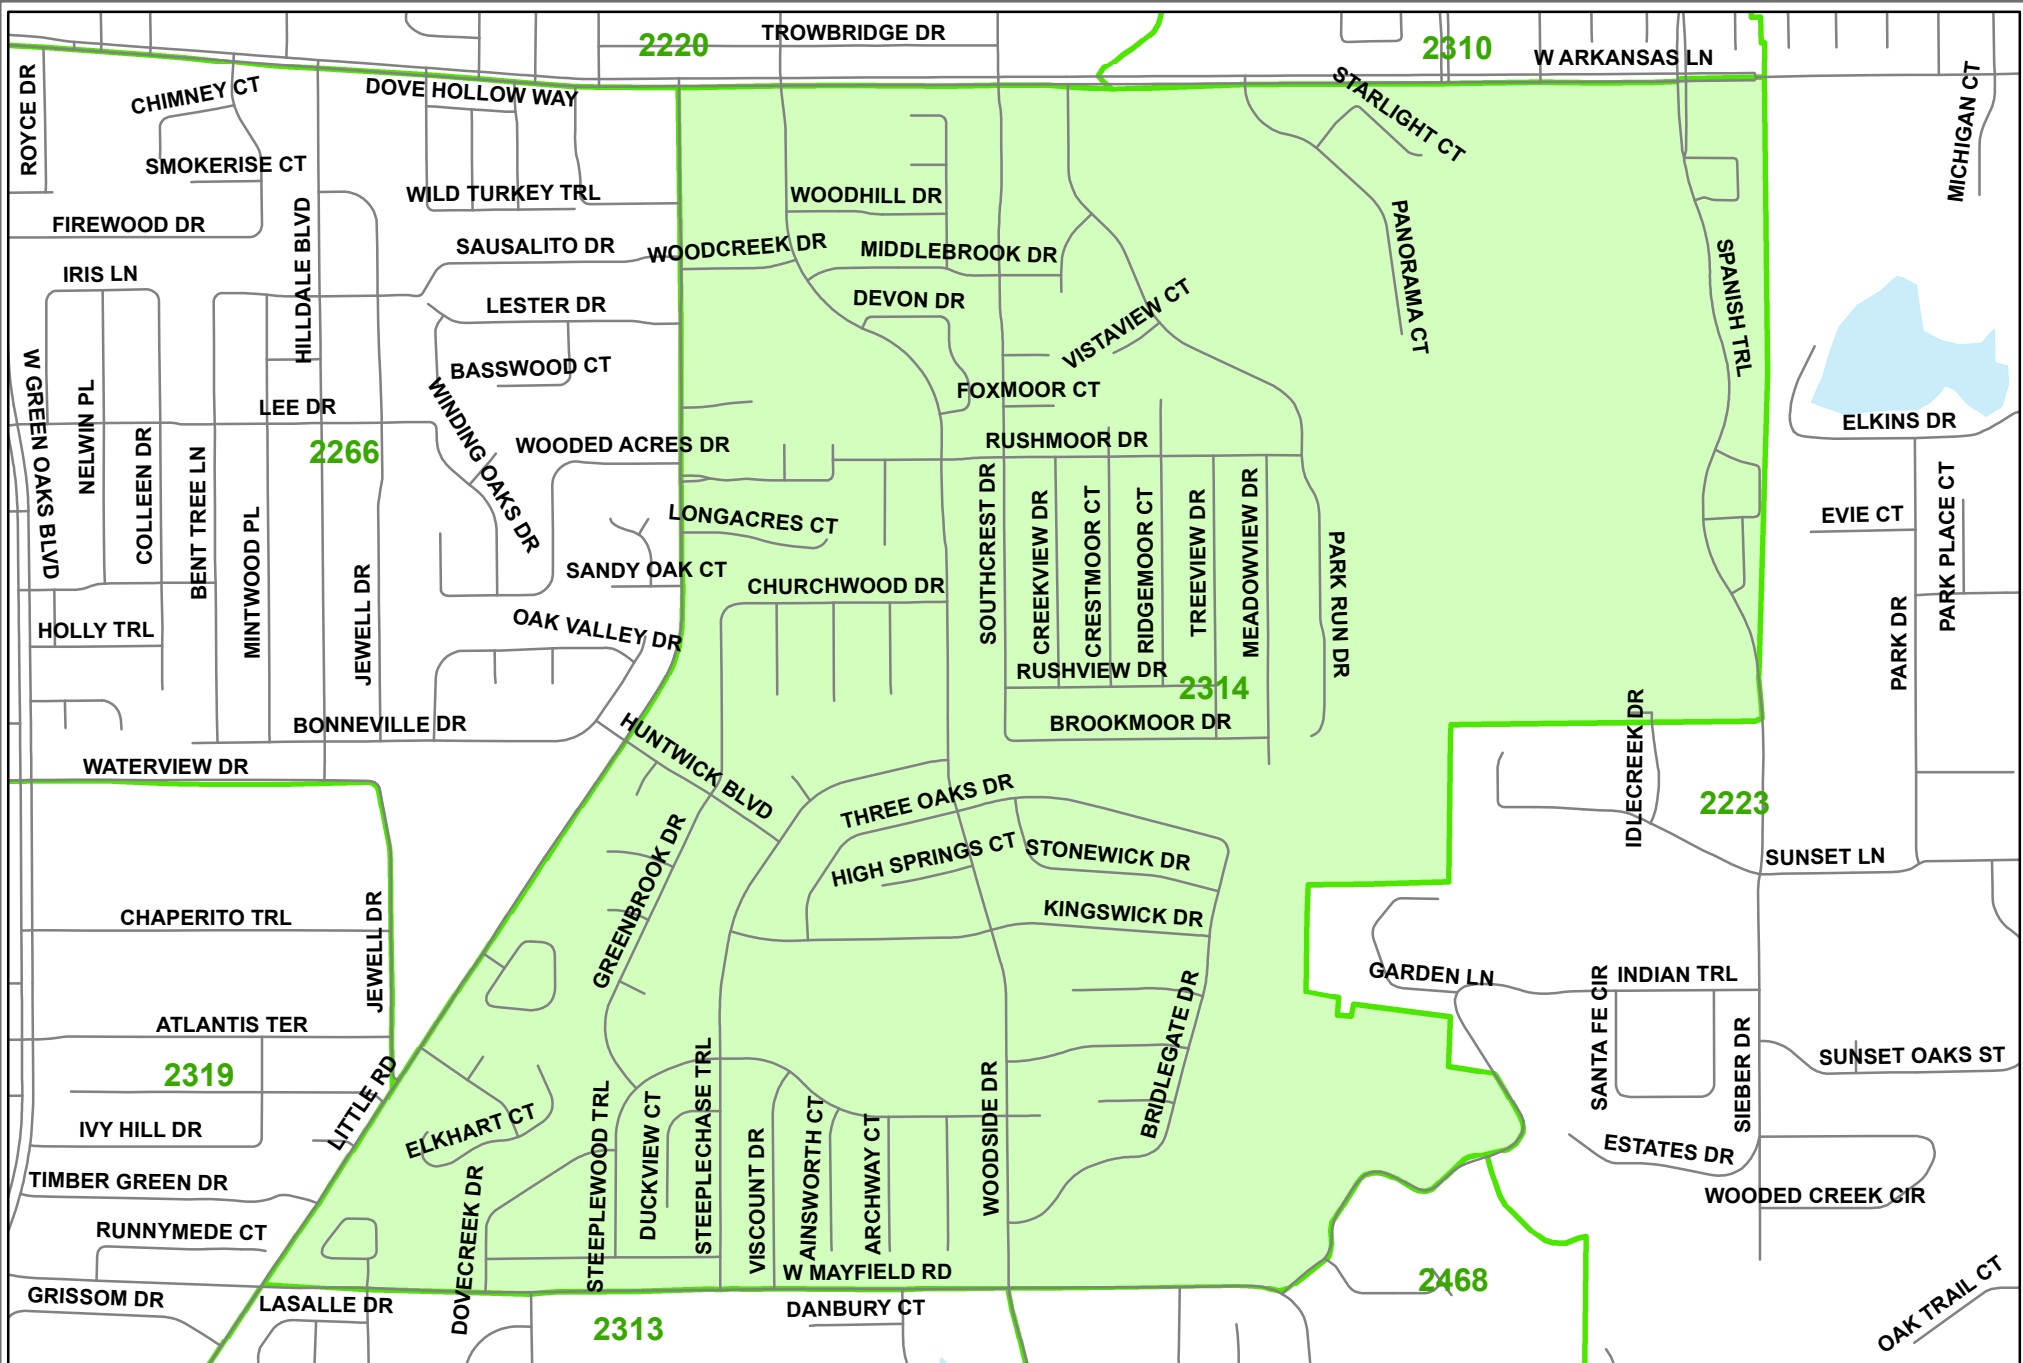 TROWBRIDGE DR
2220
2310
W ARKANSAS LN
ROYCE DR
CHIMNEY CT
DOVE HOLLOW WAY
STARLIGHT CT
MICHIGAN CT
SMOKERISE CT
WILD TURKEY TRL
WOODHILL DR
FIREWOOD DR
HILLDALE BLVD
SAUSALITO DR
WOODCREEK DR
MIDDLEBROOK DR
PANORAMA CT
SPANISH TRL
IRIS LN
LESTER DR
DEVON DR
VISTAVIEW CT
BASSWOOD CT
FOXMOOR CT
W GREEN OAKS BLVD
NELWIN PL
LEE DR
WINDING OAKS DR
ELKINS DR
2266
WOODED ACRES DR
RUSHMOOR DR
COLLEEN DR
BENT TREE LN
MINTWOOD PL
JEWELL DR
LONGACRES CT
SOUTHCREST DR
CREEKVIEW DR
CRESTMOOR CT
RIDGEMOOR CT
TREEVIEW DR
MEADOWVIEW DR
PARK RUN DR
EVIE CT
PARK PLACE CT
PARK DR
SANDY OAK CT
CHURCHWOOD DR
HOLLY TRL
OAK VALLEY DR
RUSHVIEW DR
2314
BONNEVILLE DR
HUNTWICK BLVD
BROOKMOOR DR
IDLECREEK DR
WATERVIEW DR
THREE OAKS DR
2223
GREENBROOK DR
HIGH SPRINGS CT
STONEWICK DR
SUNSET LN
CHAPERITO TRL
JEWELL DR
KINGSWICK DR
GARDEN LN
INDIAN TRL
SANTA FE CIR
SIEBER DR
ATLANTIS TER
BRIDLEGATE DR
SUNSET OAKS ST
2319
LITTLE RD
IVY HILL DR
ELKHART CT
STEEPLEWOOD TRL
DUCKVIEW CT
STEEPLECHASE TRL
VISCOUNT DR
AINSWORTH CT
ARCHWAY CT
WOODSIDE DR
ESTATES DR
TIMBER GREEN DR
WOODED CREEK CIR
RUNNYMEDE CT
DOVECREEK DR
W MAYFIELD RD
2468
GRISSOM DR
LASALLE DR
DANBURY CT
2313
OAK TRAIL CT